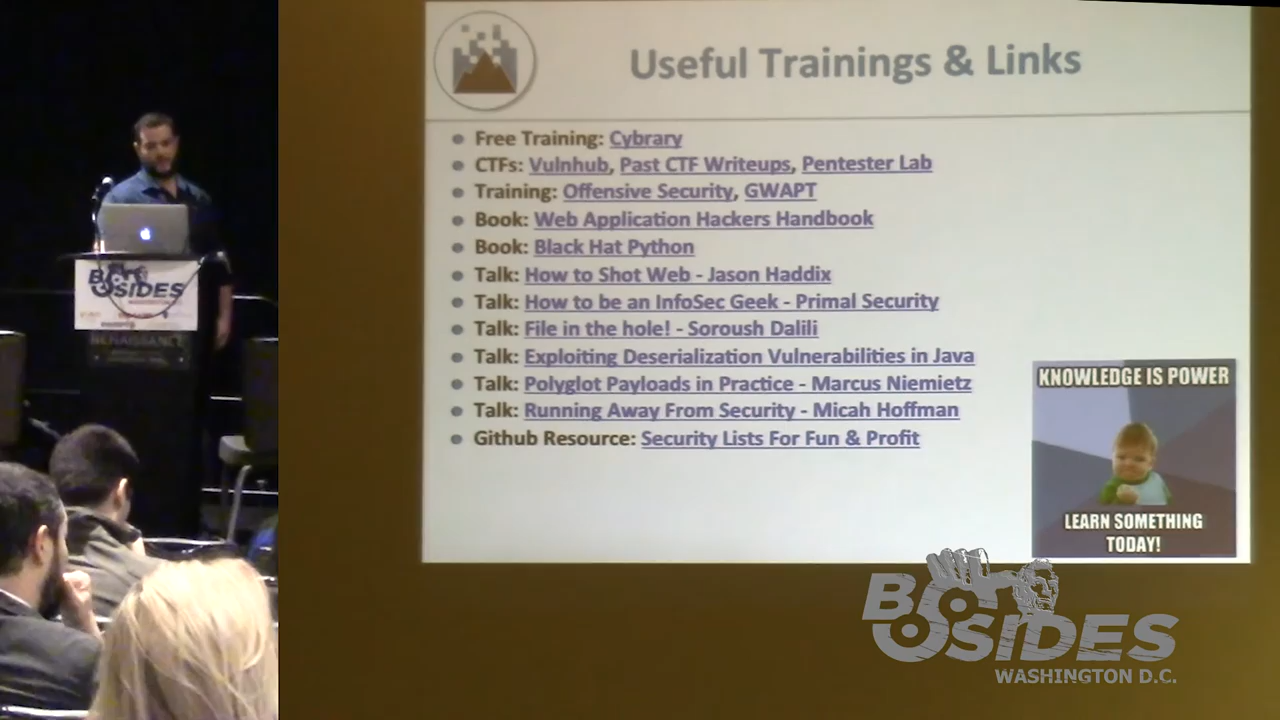 Useful Trainings & Links
Free Training: Cybrary
CTFs: Vulnhub, Past CTF Writeups, Pentester Lab
Training: Offensive Security, GWAPT
Book: Web Application Hackers Handbook
Book: Black Hat Python
Talk: How to Shot Web - Jason Haddix
Talk: How to be an InfoSec Geek - Primal Security
Talk: File in the hole! - Soroush Dalili
Talk: Exploiting Deserialization Vulnerabilities in Java
Talk: Polyglot Payloads in Practice - Marcus Niemietz
Talk: Running Away From Security - Micah Hoffman
Github Resource: Security Lists For Fun & Profit
KNOWLEDGE IS POWER
LEARN SOMETHING
TODAY!
BSIDES
RENAISSANCE
BSIDES
WASHINGTON D.C.